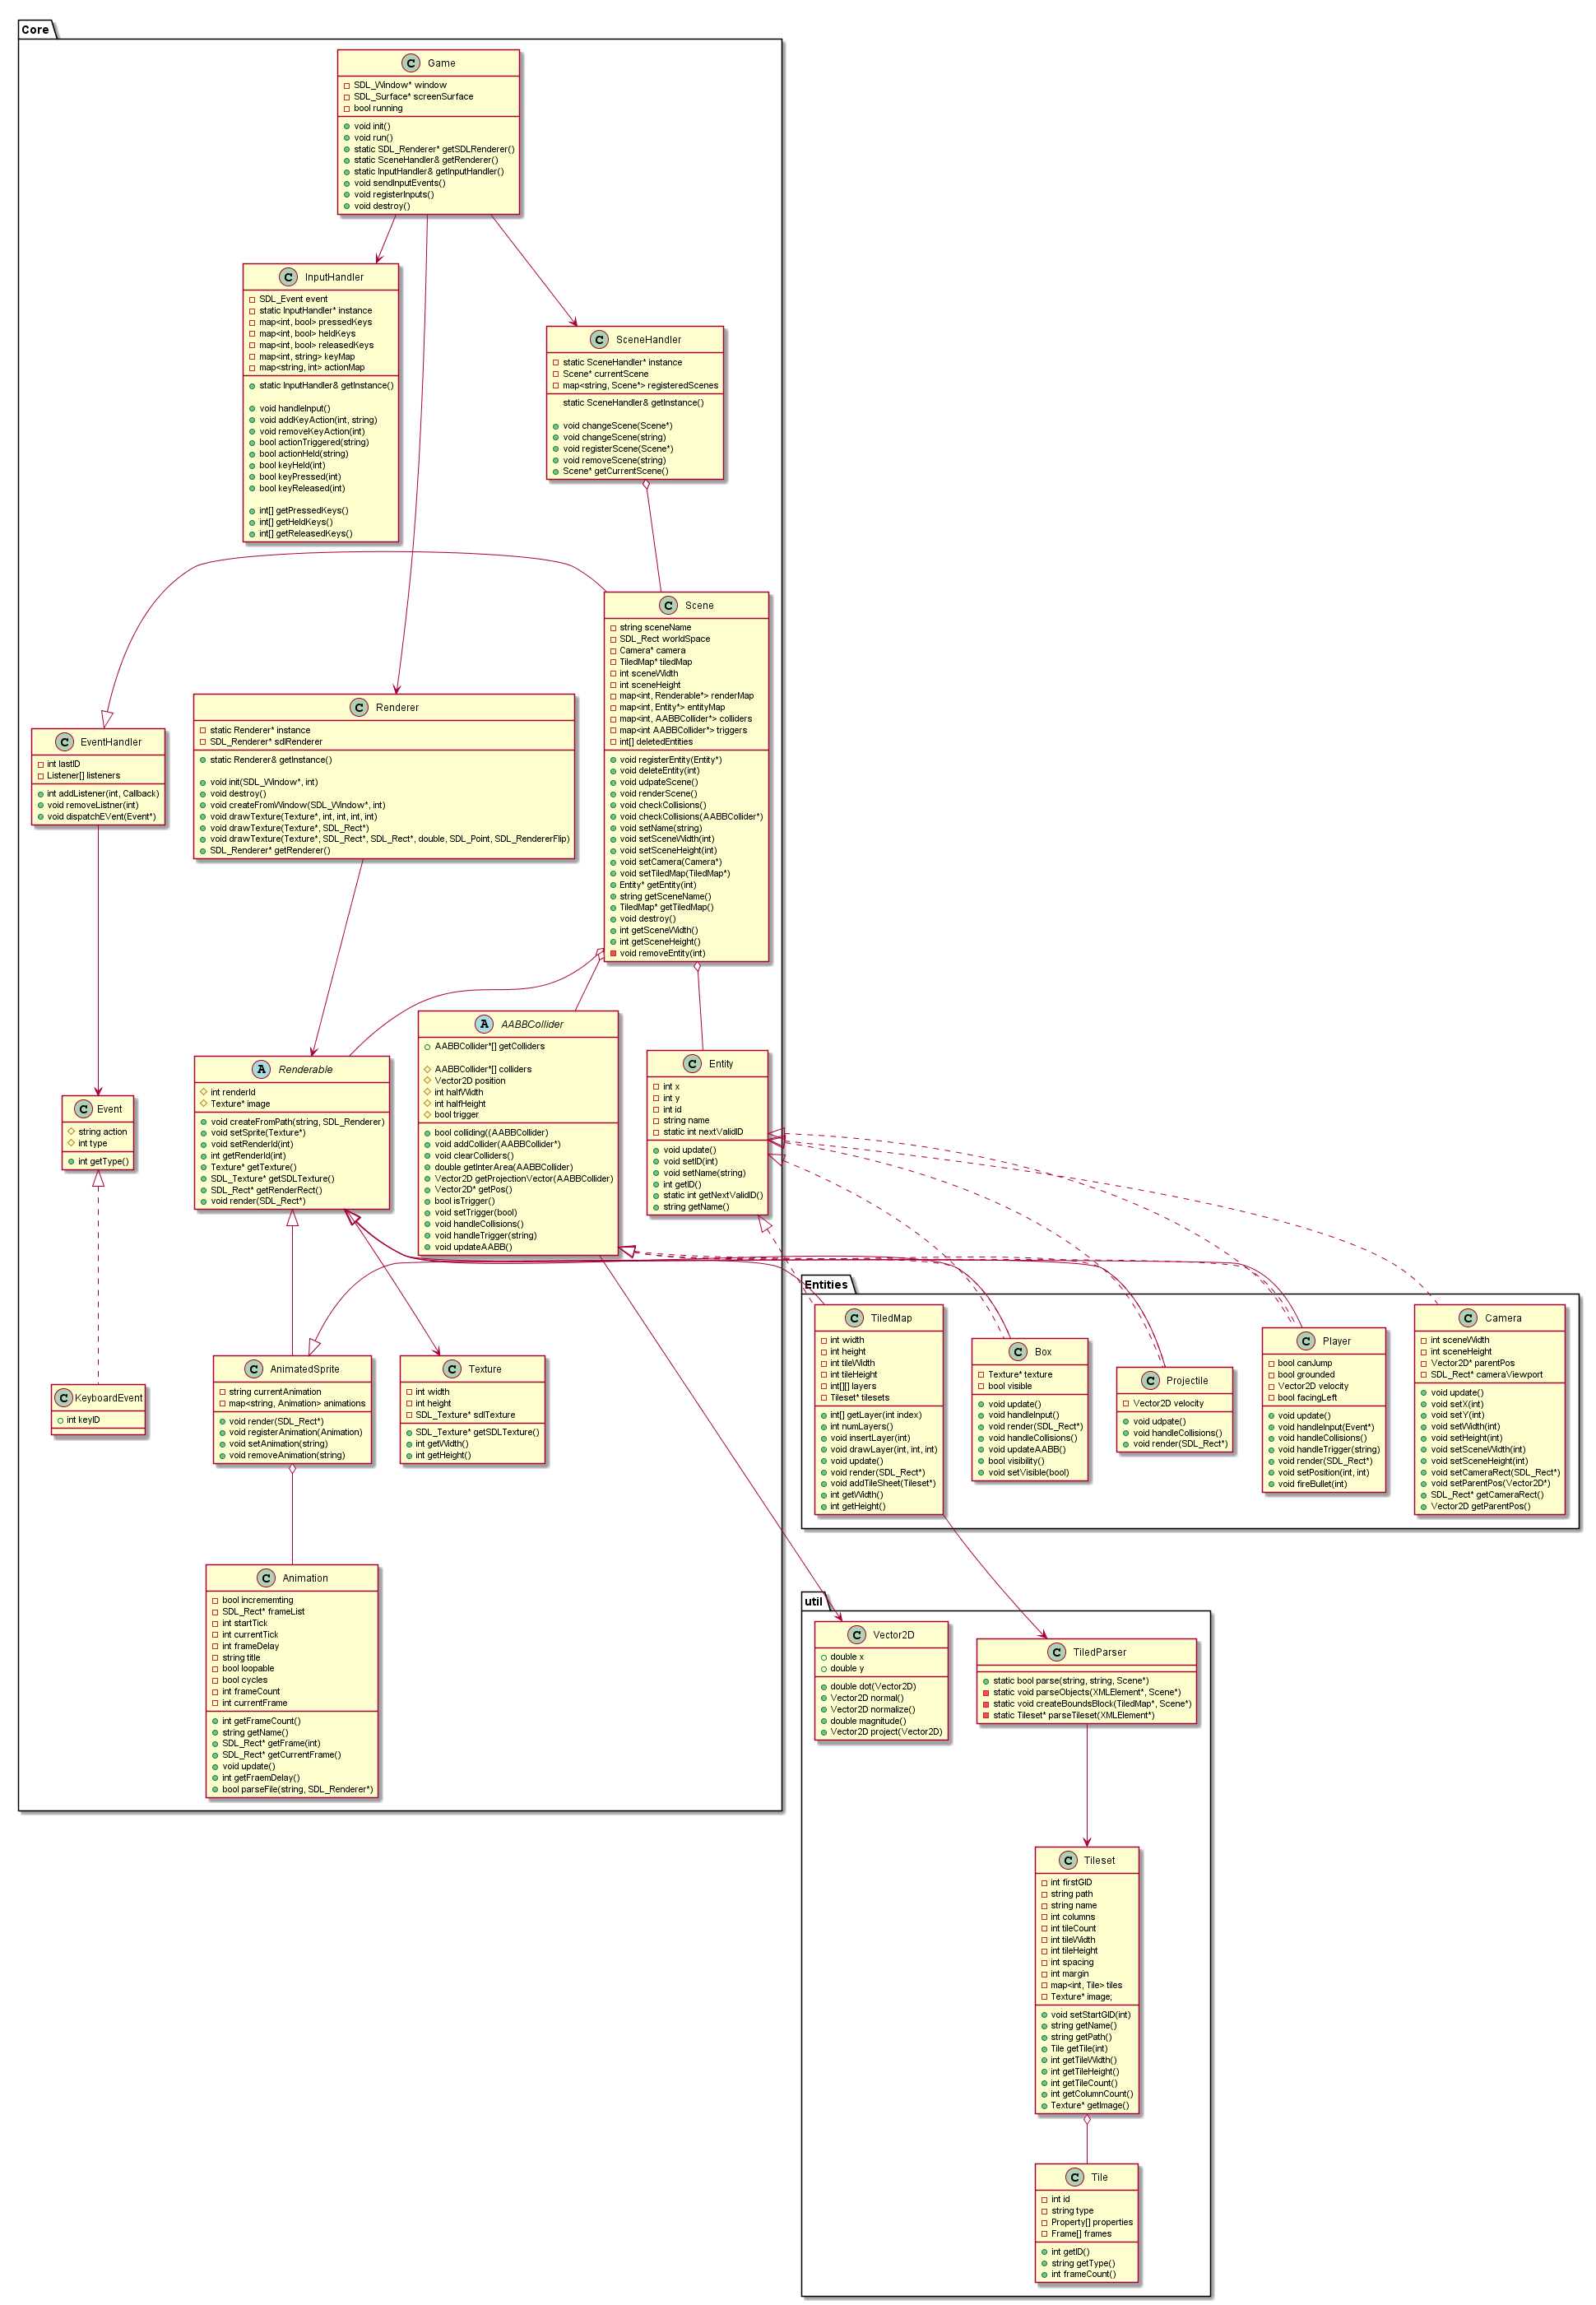 Core
C Game
SDL_Window* window
SDL_Surface* screenSurface
bool running
void init()
void run()
static SDL_Renderer* getSDLRenderer()
static SceneHandler& getRenderer()
static InputHandler& getInputHandler()
void sendInputEvents()
void registerInputs()
void destroy()
C InputHandler
SDL_Event event
static InputHandler* instance
map<int, bool> pressedKeys
map<int, bool> heldKeys
map<int, bool> releasedKeys
map<int, string> keyMap
map<string, int> actionMap
static InputHandler& getInstance()
void handleInput()
void addKeyAction(int, string)
void removeKeyAction(int)
bool actionTriggered(string)
bool actionHeld(string)
bool keyHeld(int)
bool keyPressed(int)
bool keyReleased(int)
int[] getPressedKeys()
int[] getHeldKeys()
int[] getReleasedKeys()
C SceneHandler
static SceneHandler* instance
Scene* currentScene
map<string, Scene*> registeredScenes
static SceneHandler& getInstance()
void changeScene(Scene*)
void changeScene(string)
void registerScene(Scene*)
void removeScene(string)
Scene* getCurrentScene()
C Scene
string sceneName
SDL_Rect worldSpace
Camera* camera
TiledMap* tiledMap
int sceneWidth
int sceneHeight
map<int, Renderable*> renderMap
map<int, Entity*> entityMap
map<int, AABBCollider*> colliders
map<int AABBCollider*> triggers
int[] deletedEntities
void registerEntity(Entity*)
void deleteEntity(int)
void udpateScene()
void renderScene()
void checkCollisions()
void checkCollisions(AABBCollider*)
void setName(string)
void setSceneWidth(int)
void setSceneHeight(int)
void setCamera(Camera*)
void setTiledMap(TiledMap*)
Entity* getEntity(int)
string getSceneName()
TiledMap* getTiledMap()
void destroy()
int getSceneWidth()
int getSceneHeight()
void removeEntity(int)
C Renderer
static Renderer* instance
SDL_Renderer* sdlRenderer
static Renderer& getInstance()
void init(SDL_Window*, int)
void destroy()
void createFromWindow(SDL_Window*, int)
void drawTexture(Texture*, int, int, int, int)
void drawTexture(Texture*, SDL_Rect*)
void drawTexture(Texture*, SDL_Rect*, SDL_Rect*, double, SDL_Point, SDL_RendererFlip)
SDL_Renderer* getRenderer()
C EventHandler
int lastID
Listener[] listeners
int addListener(int, Callback)
void removeListner(int)
void dispatchEVent(Event*)
A AABBCollider
AABBCollider*[] getColliders
AABBCollider*[] colliders
Vector2D position
int halfWidth
int halfHeight
bool trigger
bool colliding((AABBCollider)
void addCollider(AABBCollider*)
void clearColliders()
double getInterArea(AABBCollider)
Vector2D getProjectionVector(AABBCollider)
Vector2D* getPos()
bool isTrigger()
void setTrigger(bool)
void handleCollisions()
void handleTrigger(string)
void updateAABB()
C Entity
int x
int y
int id
string name
static int nextValidID
void update()
void setID(int)
void setName(string)
int getID()
static int getNextValidID()
string getName()
A Renderable
int renderId
Texture* image
void createFromPath(string, SDL_Renderer)
void setSprite(Texture*)
void setRenderId(int)
int getRenderId(int)
Texture* getTexture()
SDL_Texture* getSDLTexture()
SDL_Rect* getRenderRect()
void render(SDL_Rect*)
C Event
string action
int type
int getType()
C KeyboardEvent
int keyID
C AnimatedSprite
string currentAnimation
map<string, Animation> animations
void render(SDL_Rect*)
void registerAnimation(Animation)
void setAnimation(string)
void removeAnimation(string)
C Texture
int width
int height
SDL_Texture* sdlTexture
SDL_Texture* getSDLTexture()
int getWidth()
int getHeight()
C Animation
bool incrememting
SDL_Rect* frameList
int startTick
int currentTick
int frameDelay
string title
bool loopable
bool cycles
int frameCount
int currentFrame
int getFrameCount()
string getName()
SDL_Rect* getFrame(int)
SDL_Rect* getCurrentFrame()
void update()
int getFraemDelay()
bool parseFile(string, SDL_Renderer*)
Entities
C TiledMap
int width
int height
int tileWidth
int tileHeight
int[][] layers
Tileset* tilesets
int[] getLayer(int index)
int numLayers()
void insertLayer(int)
void drawLayer(int, int, int)
void update()
void render(SDL_Rect*)
void addTileSheet(Tileset*)
int getWidth()
int getHeight()
C Box
Texture* texture
bool visible
void update()
void handleInput()
void render(SDL_Rect*)
void handleCollisions()
void updateAABB()
bool visibility()
void setVisible(bool)
C Projectile
Vector2D velocity
void udpate()
void handleCollisions()
void render(SDL_Rect*)
C Player
bool canJump
bool grounded
Vector2D velocity
bool facingLeft
void update()
void handleInput(Event*)
void handleCollisions()
void handleTrigger(string)
void render(SDL_Rect*)
void setPosition(int, int)
void fireBullet(int)
C Camera
int sceneWidth
int sceneHeight
Vector2D* parentPos
SDL_Rect* cameraViewport
void update()
void setX(int)
void setY(int)
void setWidth(int)
void setHeight(int)
void setSceneWidth(int)
void setSceneHeight(int)
void setCameraRect(SDL_Rect*)
void setParentPos(Vector2D*)
SDL_Rect* getCameraRect()
Vector2D getParentPos()
util
C Vector2D
double x
double y
double dot(Vector2D)
Vector2D normal()
Vector2D normalize()
double magnitude()
Vector2D project(Vector2D)
C TiledParser
static bool parse(string, string, Scene*)
static void parseObjects(XMLElement*, Scene*)
static void createBoundsBlock(TiledMap*, Scene*)
static Tileset* parseTileset(XMLElement*)
C Tileset
int firstGID
string path
string name
int columns
int tileCount
int tileWidth
int tileHeight
int spacing
int margin
map<int, Tile> tiles
Texture* image;
void setStartGID(int)
string getName()
string getPath()
Tile getTile(int)
int getTileWidth()
int getTileHeight()
int getTileCount()
int getColumnCount()
Texture* getImage()
C Tile
int id
string type
Property[] properties
Frame[] frames
int getID()
string getType()
int frameCount()